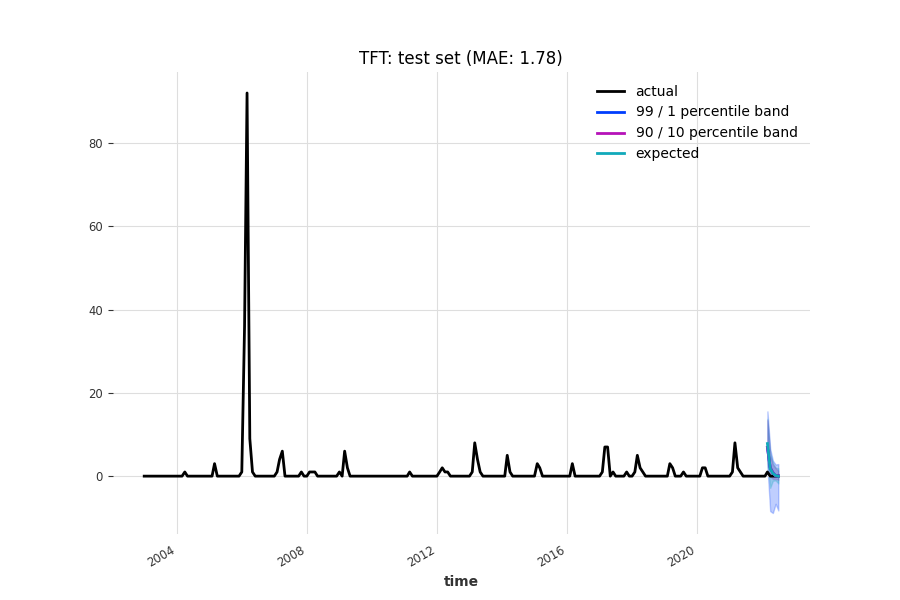 TFT: test set (MAE: 1.78)
actual
99 / 1 percentile band
90 / 10 percentile band
expected
80
60
40
20
0
2004
2008
2012
2016
2020
time